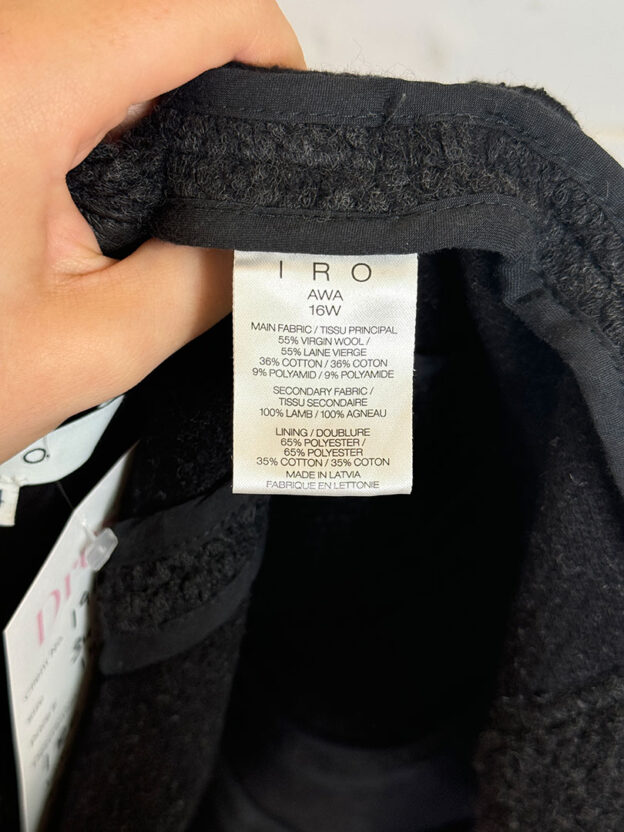 I R O
AWA
16W
MAIN FABRIC / TISSU PRINCIPAL
55% VIRGIN WOOL /
55% LAINE VIERGE
36% COTTON / 36% COTON
9% POLYAMID / 9% POLYAMIDE
SECONDARY FABRIC /
TISSU SECONDAIRE
100% LAMB / 100% AGNEAU
LINING / DOUBLURE
65% POLYESTER /
65% POLYESTER
35% COTTON / 35% COTON
MADE IN LATVIA
FABRIQUE EN LETTONIE